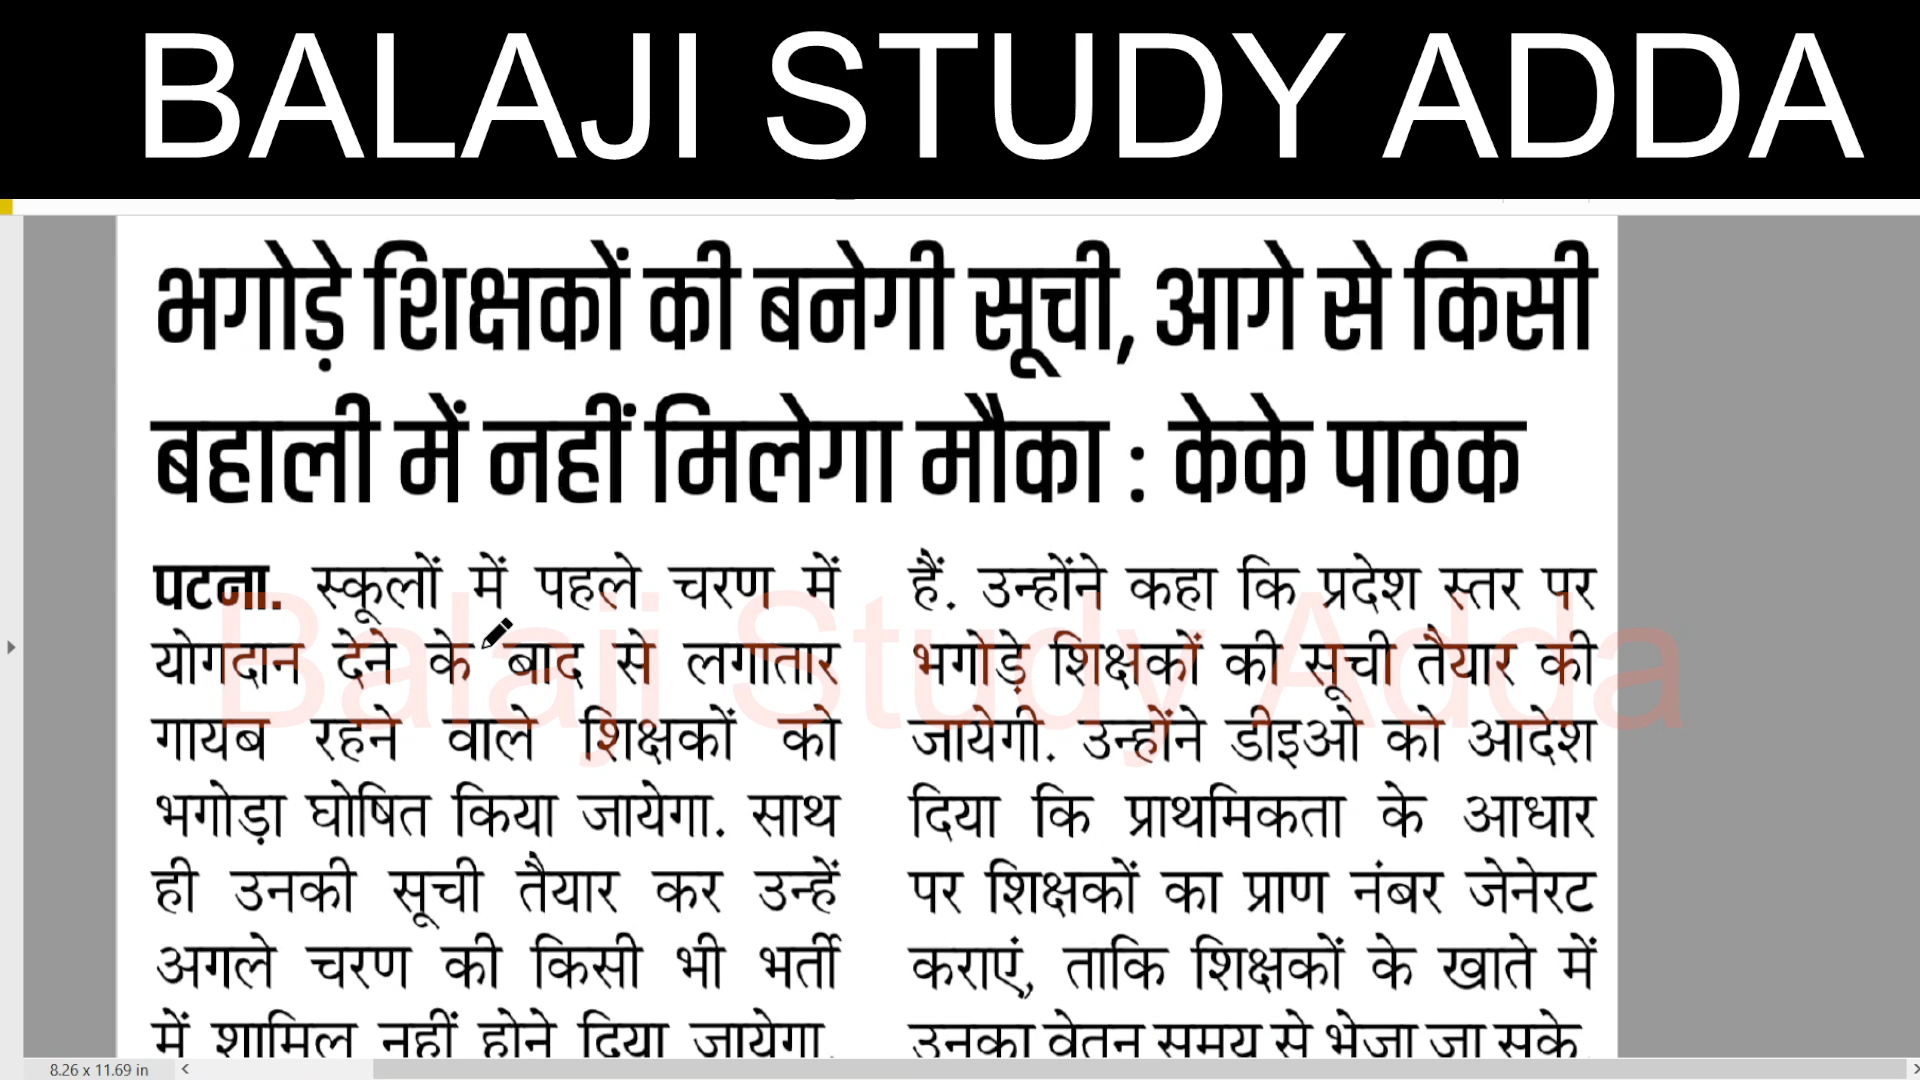 BALAJI STUDY ADDA
भगोड़े शिक्षकों की बनेगी सूची, आगे से किसी
बहाली में नहीं मिलेगा मौका : केके पाठक
पटना. स्कूलों में पहले चरण में
योगदान देने के बाद से लगातार
गायब रहने वाले शिक्षकों को
भगोड़ा घोषित किया जायेगा. साथ
ही उनकी सूची तैयार कर उन्हें
अगले चरण की किसी भी भर्ती
में शामिल नहीं होने दिया जायेगा.
हैं. उन्होंने कहा कि प्रदेश स्तर पर
भगोड़े शिक्षकों की सूची तैयार की
जायेगी. उन्होंने डीइओ को आदेश
दिया कि प्राथमिकता के आधार
पर शिक्षकों का प्राण नंबर जेनेरट
कराएं, ताकि शिक्षकों के खाते में
उनका वेतन समय से भेजा जा सके.
Balaji Study Adda
8.26 x 11.69 in